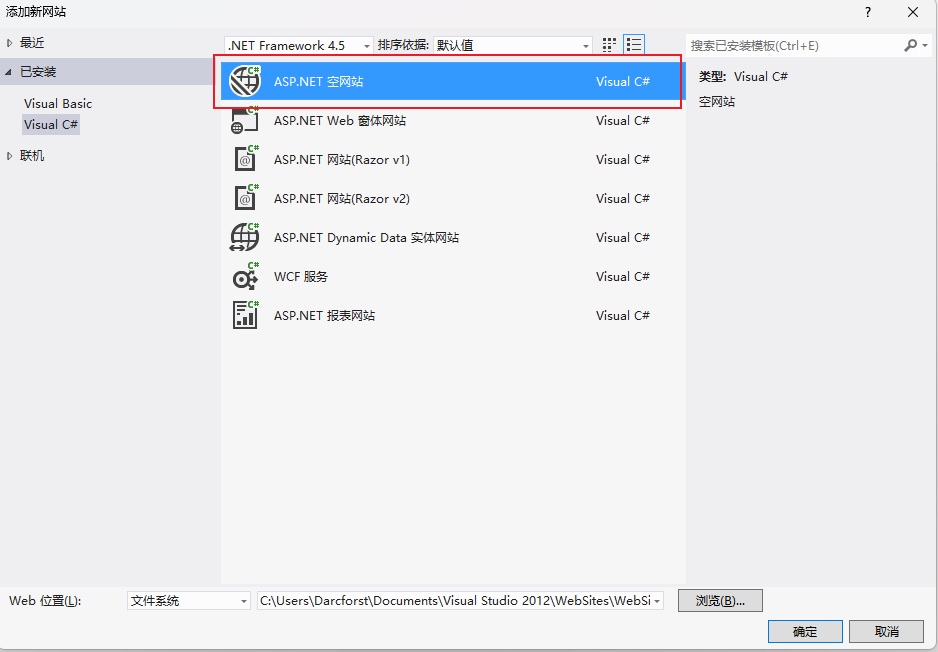 添加新网站
?
最近
.NET Framework 4.5 排序依据: 默认值
搜索已安装模板(Ctrl+E)
已安装
Visual Basic
Visual C#
联机
ASP.NET 空网站 Visual C#
ASP.NET Web 窗体网站 Visual C#
ASP.NET 网站(Razor v1) Visual C#
ASP.NET 网站(Razor v2) Visual C#
ASP.NET Dynamic Data 实体网站 Visual C#
WCF 服务 Visual C#
ASP.NET 报表网站 Visual C#
类型: Visual C#
空网站
Web 位置(L): 文件系统 C:\Users\Darcforst\Documents\Visual Studio 2012\WebSites\WebSi 浏览(B)...
确定 取消